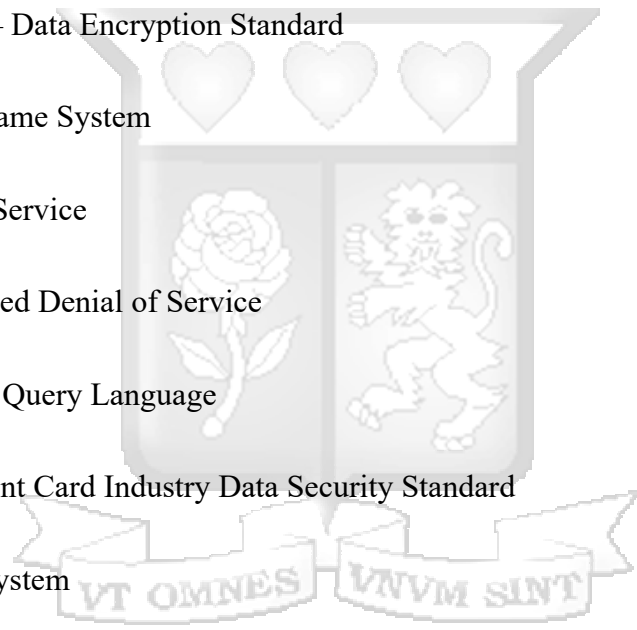 – Data Encryption Standard
ame System
Service
ed Denial of Service
Query Language
nt Card Industry Data Security Standard
ystem
VT OMNES VNVM SINT